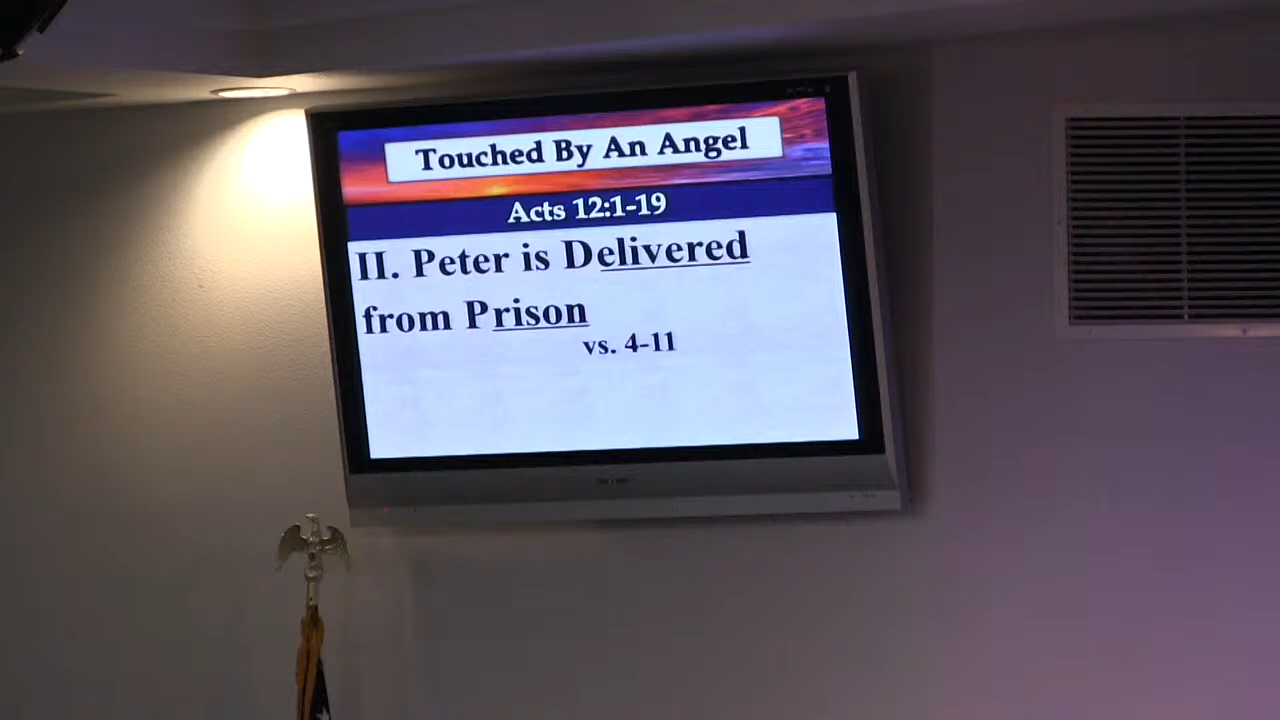 Touched By An Angel
Acts 12:1-19
II. Peter is Delivered
from Prison
vs. 4-11